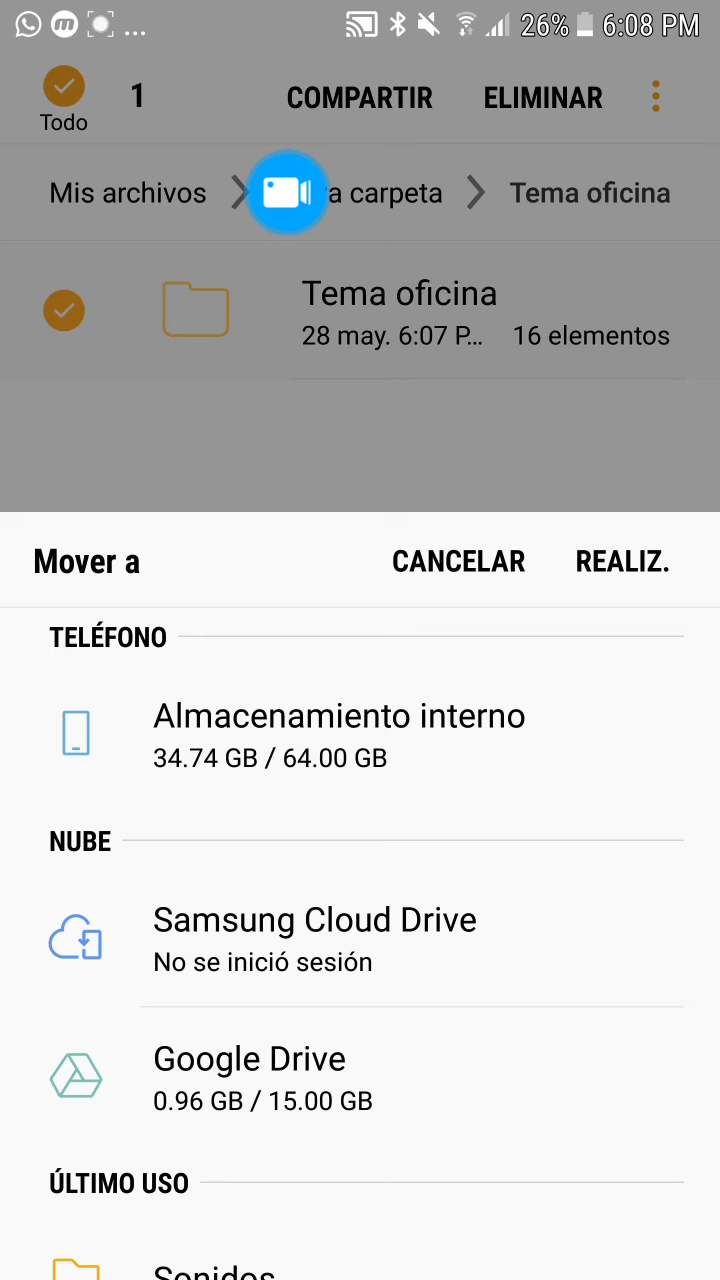 ... 26% 6:08 PM
1 COMPARTIR ELIMINAR
Todo
Mis archivos a carpeta Tema oficina
Tema oficina
28 may. 6:07 P... 16 elementos
Mover a CANCELAR REALIZ.
TELÉFONO
Almacenamiento interno
34.74 GB / 64.00 GB
NUBE
Samsung Cloud Drive
No se inició sesión
Google Drive
0.96 GB / 15.00 GB
ÚLTIMO USO
Sonidos